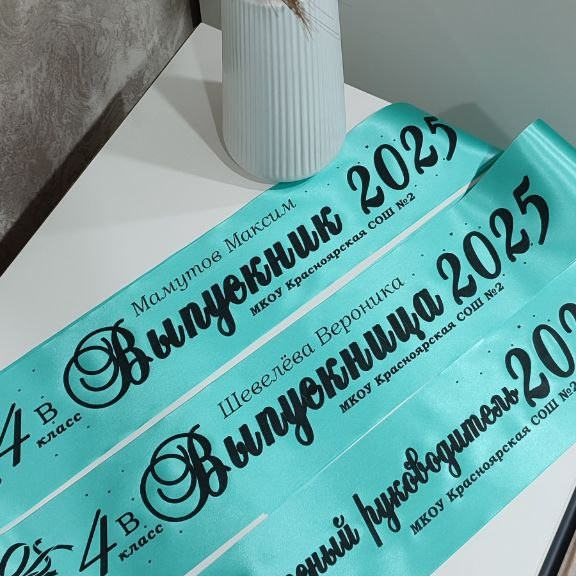 Мамутов Максим
4 В класс
Выпускник 2025
МКОУ Красноярская СОШ №2
Шевелёва Вероника
4 В класс
Выпускница 2025
МКОУ Красноярская СОШ №2
руководитель
МКОУ Красноярская СОШ №2